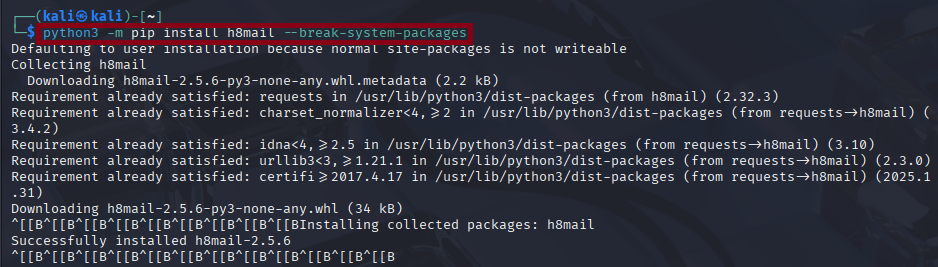 ┌──(kali㉿kali)-[~]
└─$ python3 -m pip install h8mail --break-system-packages
Defaulting to user installation because normal site-packages is not writeable
Collecting h8mail
  Downloading h8mail-2.5.6-py3-none-any.whl.metadata (2.2 kB)
Requirement already satisfied: requests in /usr/lib/python3/dist-packages (from h8mail) (2.32.3)
Requirement already satisfied: charset_normalizer<4,≥2 in /usr/lib/python3/dist-packages (from requests→h8mail) (
3.4.2)
Requirement already satisfied: idna<4,≥2.5 in /usr/lib/python3/dist-packages (from requests→h8mail) (3.10)
Requirement already satisfied: urllib3<3,≥1.21.1 in /usr/lib/python3/dist-packages (from requests→h8mail) (2.3.0)
Requirement already satisfied: certifi≥2017.4.17 in /usr/lib/python3/dist-packages (from requests→h8mail) (2025.1
.31)
Downloading h8mail-2.5.6-py3-none-any.whl (34 kB)
^[[B^[[B^[[B^[[B^[[B^[[B^[[B^[[B^[[B^[[BInstalling collected packages: h8mail
Successfully installed h8mail-2.5.6
^[[B^[[B^[[B^[[B^[[B^[[B^[[B^[[B^[[B^[[B^[[B^[[B^[[B